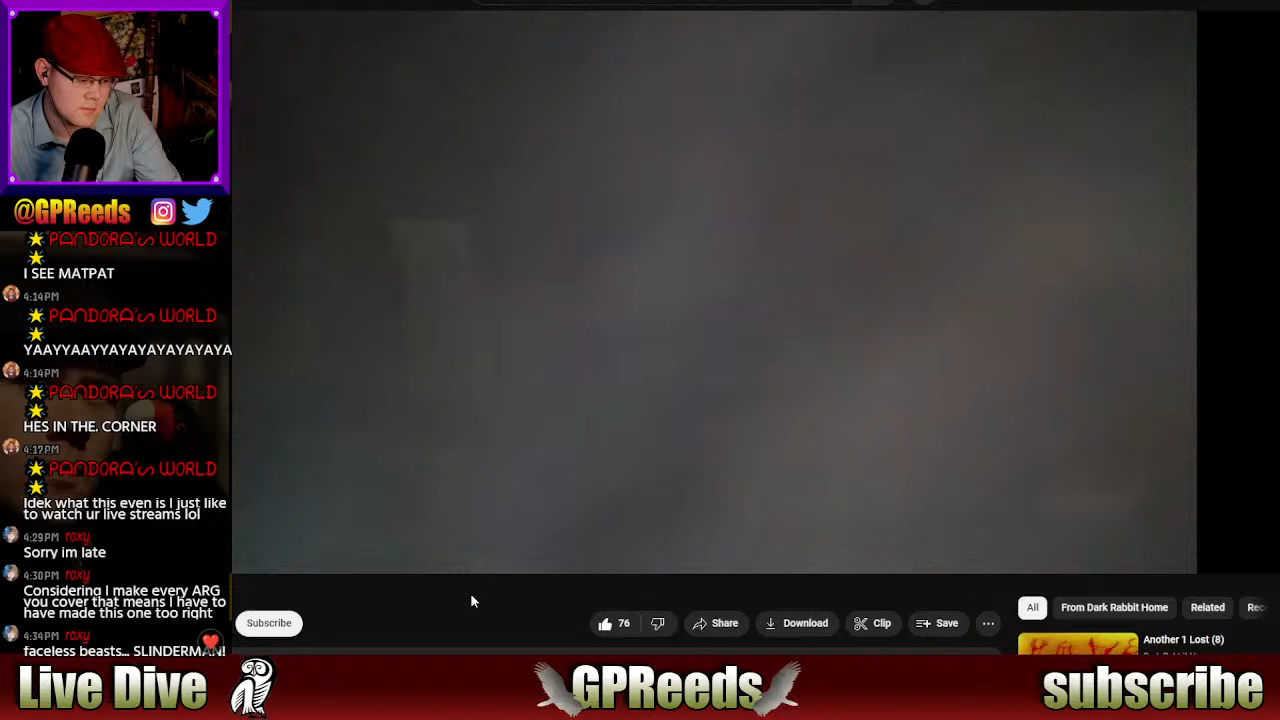 @GPReeds
PANDORA'S WORLD
I SEE MATPAT
4:14PM
PANDORA'S WORLD
YAAYYAAYYAYAYAYAYAYAYA
4:14PM
PANDORA'S WORLD
HES IN THE. CORNER
4:17PM
PANDORA'S WORLD
Idek what this even is I just like
to watch ur live streams lol
4:29PM roxy
Sorry im late
4:30PM roxy
Considering I make every ARG
you cover that means I have to
have made this one too right
4:34PM roxy
faceless beasts... SLINDERMAN!
Subscribe
76
Share
Download
Clip
Save
All
From Dark Rabbit Home
Related
Another 1 Lost (8)
Live Dive
GPReeds
subscribe